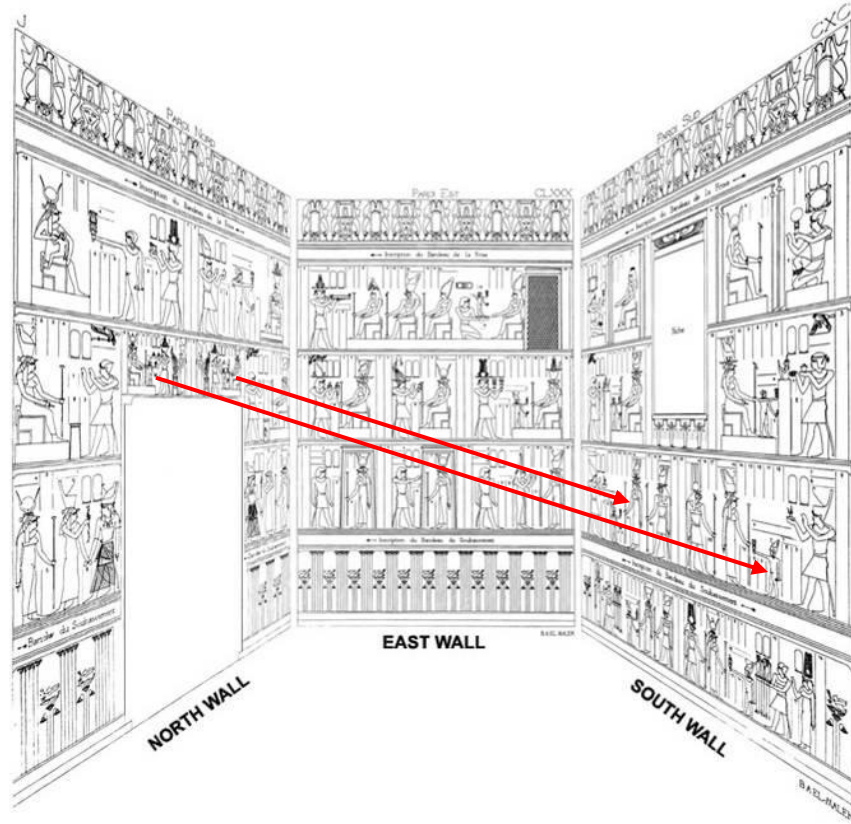 J
CXC
PAROI NORD
PAROI EST
CLXXX
PAROI SUD
Inscription du Bandeau de la Frise
Inscription du Bandeau de la Frise
Inscription du Bandeau de la Frise
Niche
Inscription du Bandeau du Soubassement
Inscription du Bandeau du Soubassement
Bandeau du Soubassement
EAST WALL
NORTH WALL
SOUTH WALL